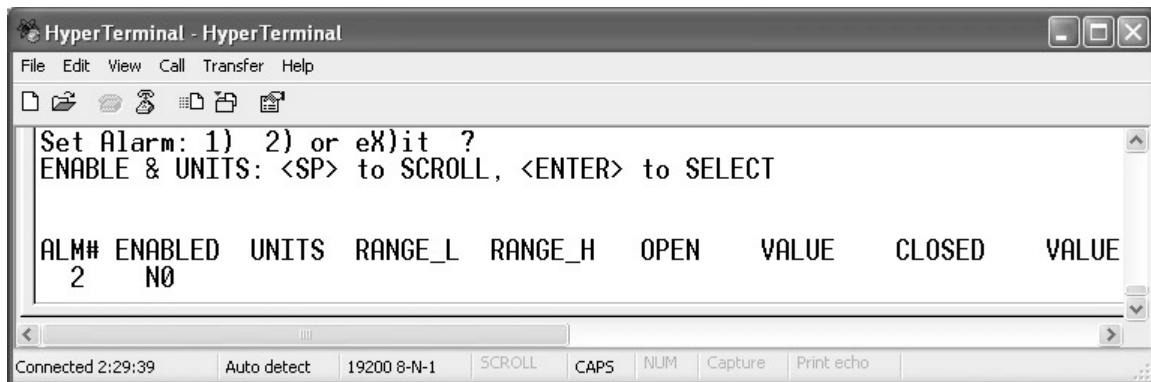 HyperTerminal - HyperTerminal
File Edit View Call Transfer Help
Set Alarm: 1) 2) or eX)it ?
ENABLE & UNITS: <SP> to SCROLL, <ENTER> to SELECT
ALM# ENABLED UNITS RANGE_L RANGE_H OPEN VALUE CLOSED VALUE
2 N0
Connected 2:29:39 Auto detect 19200 8-N-1 SCROLL CAPS NUM Capture Print echo